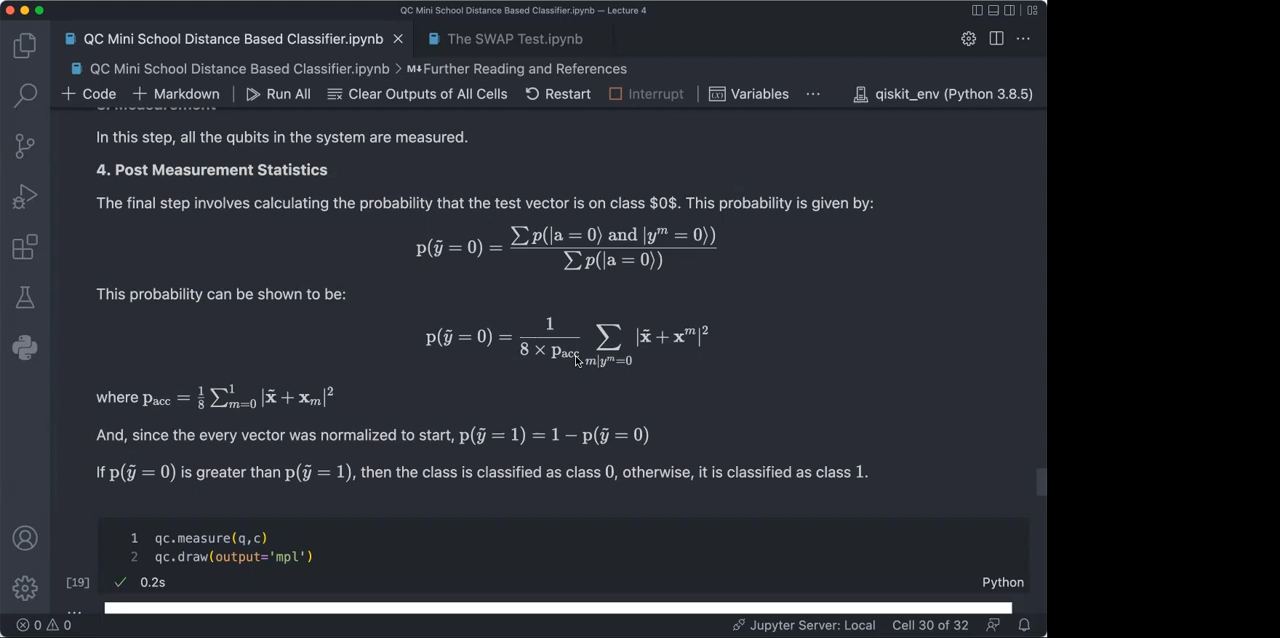 QC Mini School Distance Based Classifier.ipynb — Lecture 4
QC Mini School Distance Based Classifier.ipynb The SWAP Test.ipynb
QC Mini School Distance Based Classifier.ipynb > M↓Further Reading and References
+ Code + Markdown Run All Clear Outputs of All Cells Restart Interrupt Variables ... qiskit_env (Python 3.8.5)
3. Measurement
In this step, all the qubits in the system are measured.
4. Post Measurement Statistics
The final step involves calculating the probability that the test vector is on class $0$. This probability is given by:
p(ỹ = 0) = ∑ p(|a = 0⟩ and |yᵐ = 0⟩) / ∑ p(|a = 0⟩)
This probability can be shown to be:
p(ỹ = 0) = 1 / (8 × p_acc) ∑_{m|yᵐ=0} |x̃ + xᵐ|²
where p_acc = 1/8 ∑_{m=0}^{1} |x̃ + x_m|²
And, since the every vector was normalized to start, p(ỹ = 1) = 1 − p(ỹ = 0)
If p(ỹ = 0) is greater than p(ỹ = 1), then the class is classified as class 0, otherwise, it is classified as class 1.
1 qc.measure(q,c)
2 qc.draw(output='mpl')
[19] ✓ 0.2s Python
...
0 0 Jupyter Server: Local Cell 30 of 32